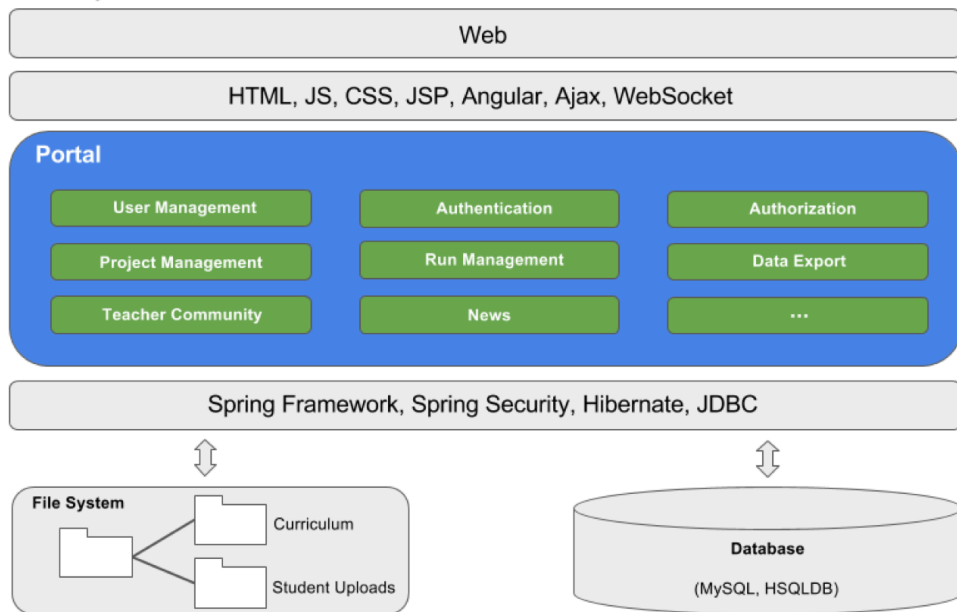 Web
HTML, JS, CSS, JSP, Angular, Ajax, WebSocket
Portal
User Management
Authentication
Authorization
Project Management
Run Management
Data Export
Teacher Community
News
...
Spring Framework, Spring Security, Hibernate, JDBC
File System
Curriculum
Student Uploads
Database
(MySQL, HSQLDB)